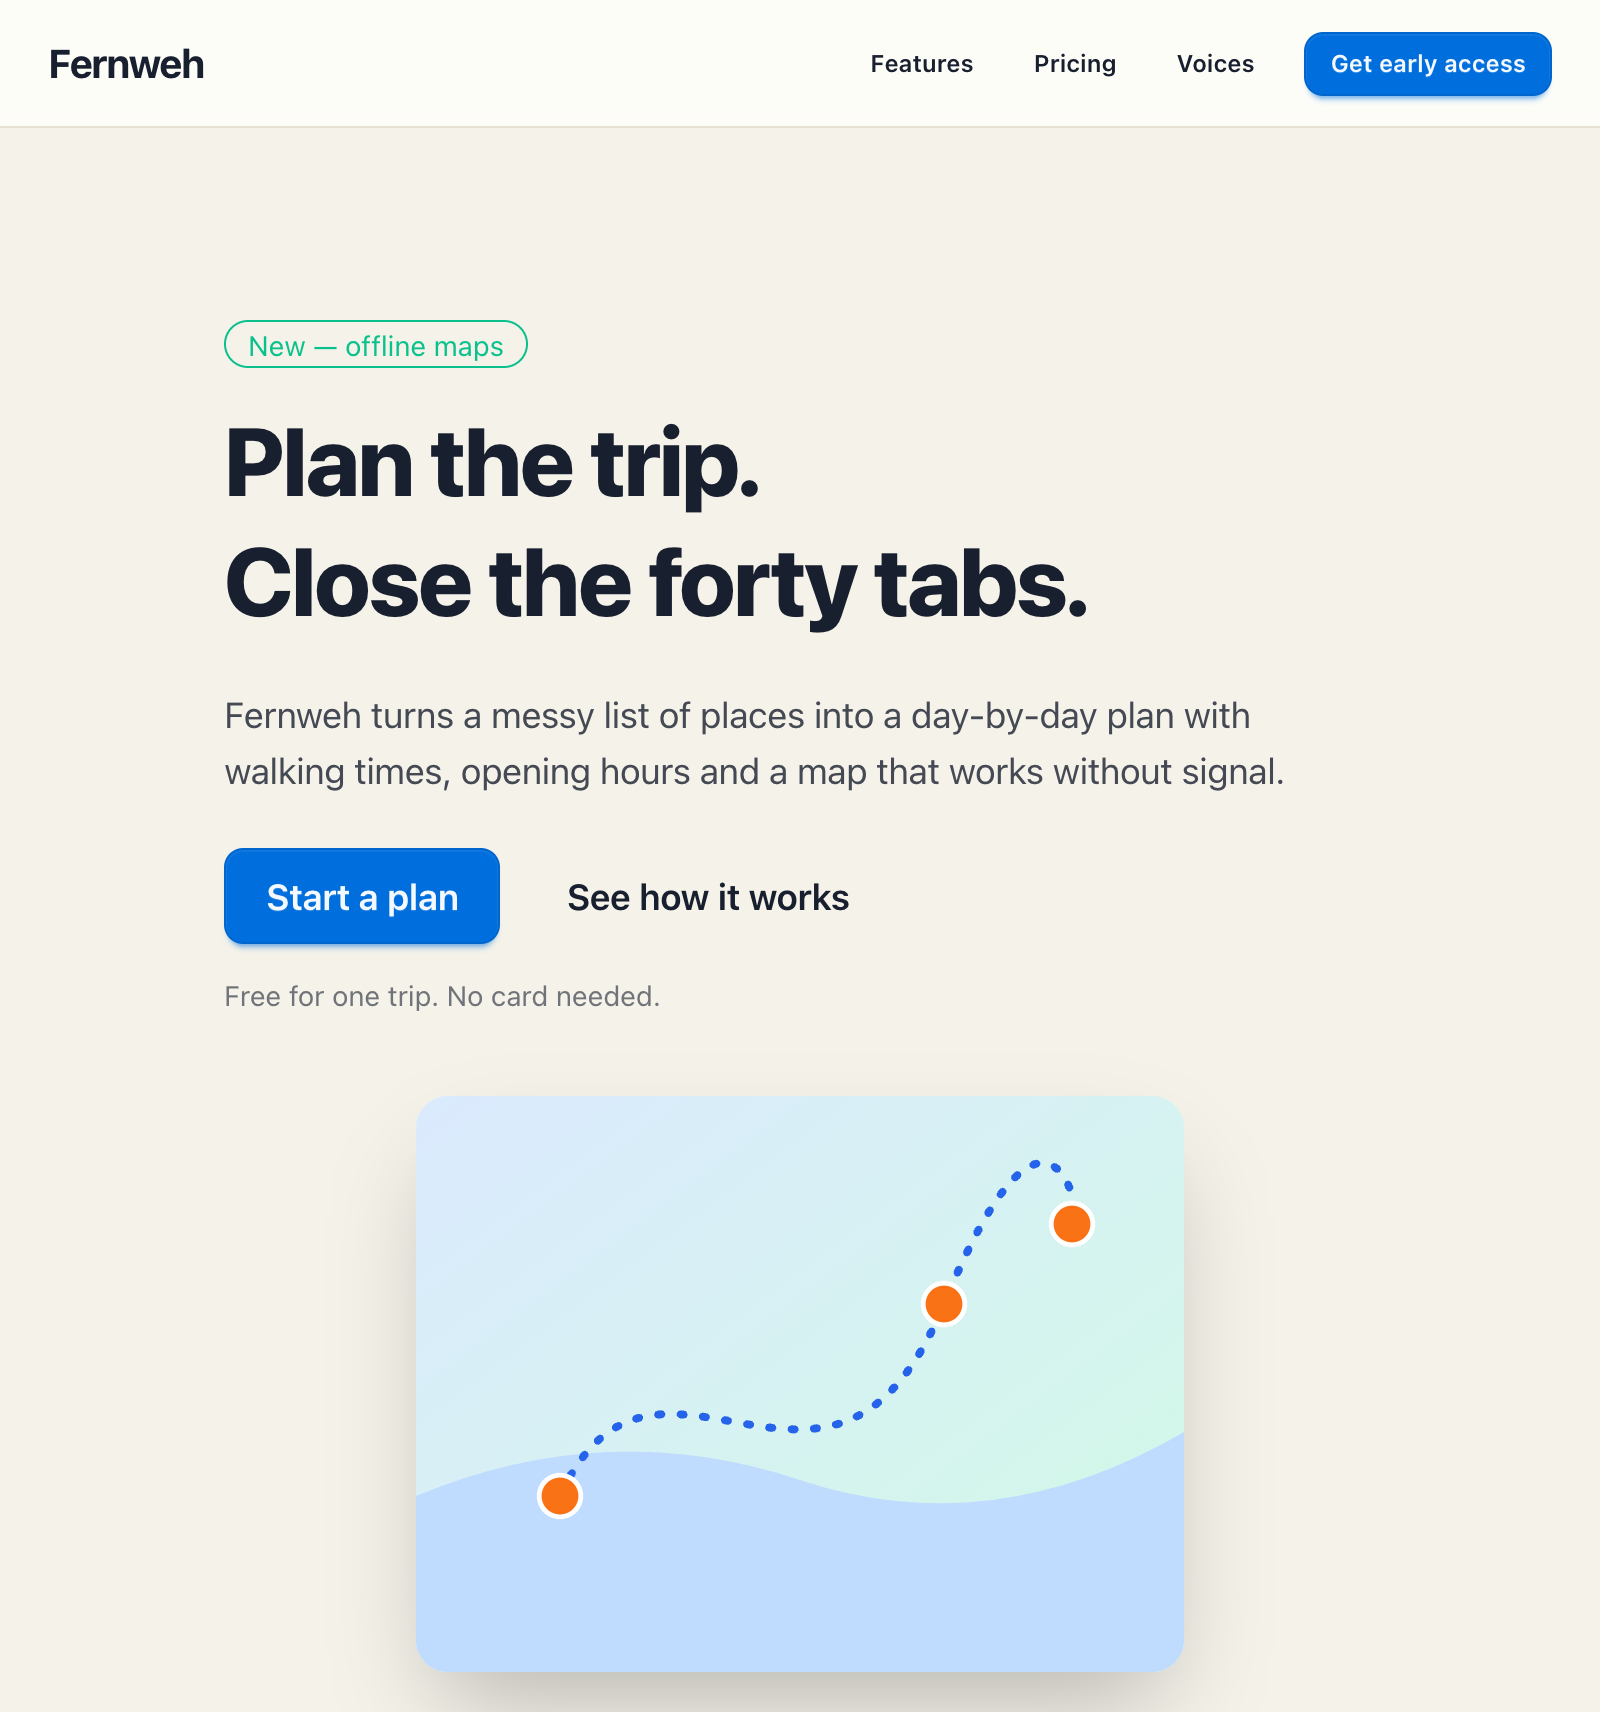 Fernweh
Features
Pricing
Voices
Get early access
New — offline maps
Plan the trip.
Close the forty tabs.
Fernweh turns a messy list of places into a day-by-day plan with
walking times, opening hours and a map that works without signal.
Start a plan
See how it works
Free for one trip. No card needed.